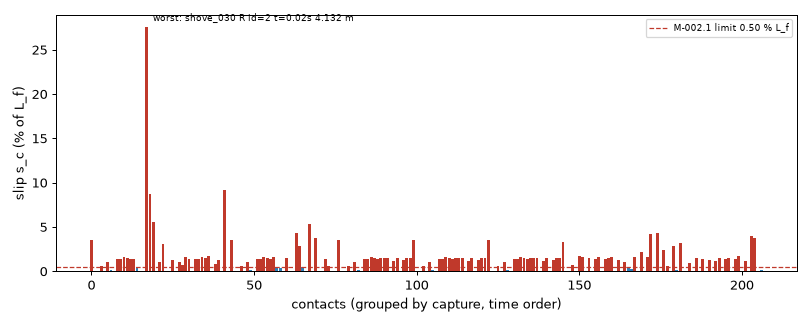 worst: shove_030 R id=2 t=0.02s 4.132 m
M-002.1 limit 0.50 % L_f
slip s_c (% of L_f)
25
20
15
10
5
0
0 50 100 150 200
contacts (grouped by capture, time order)